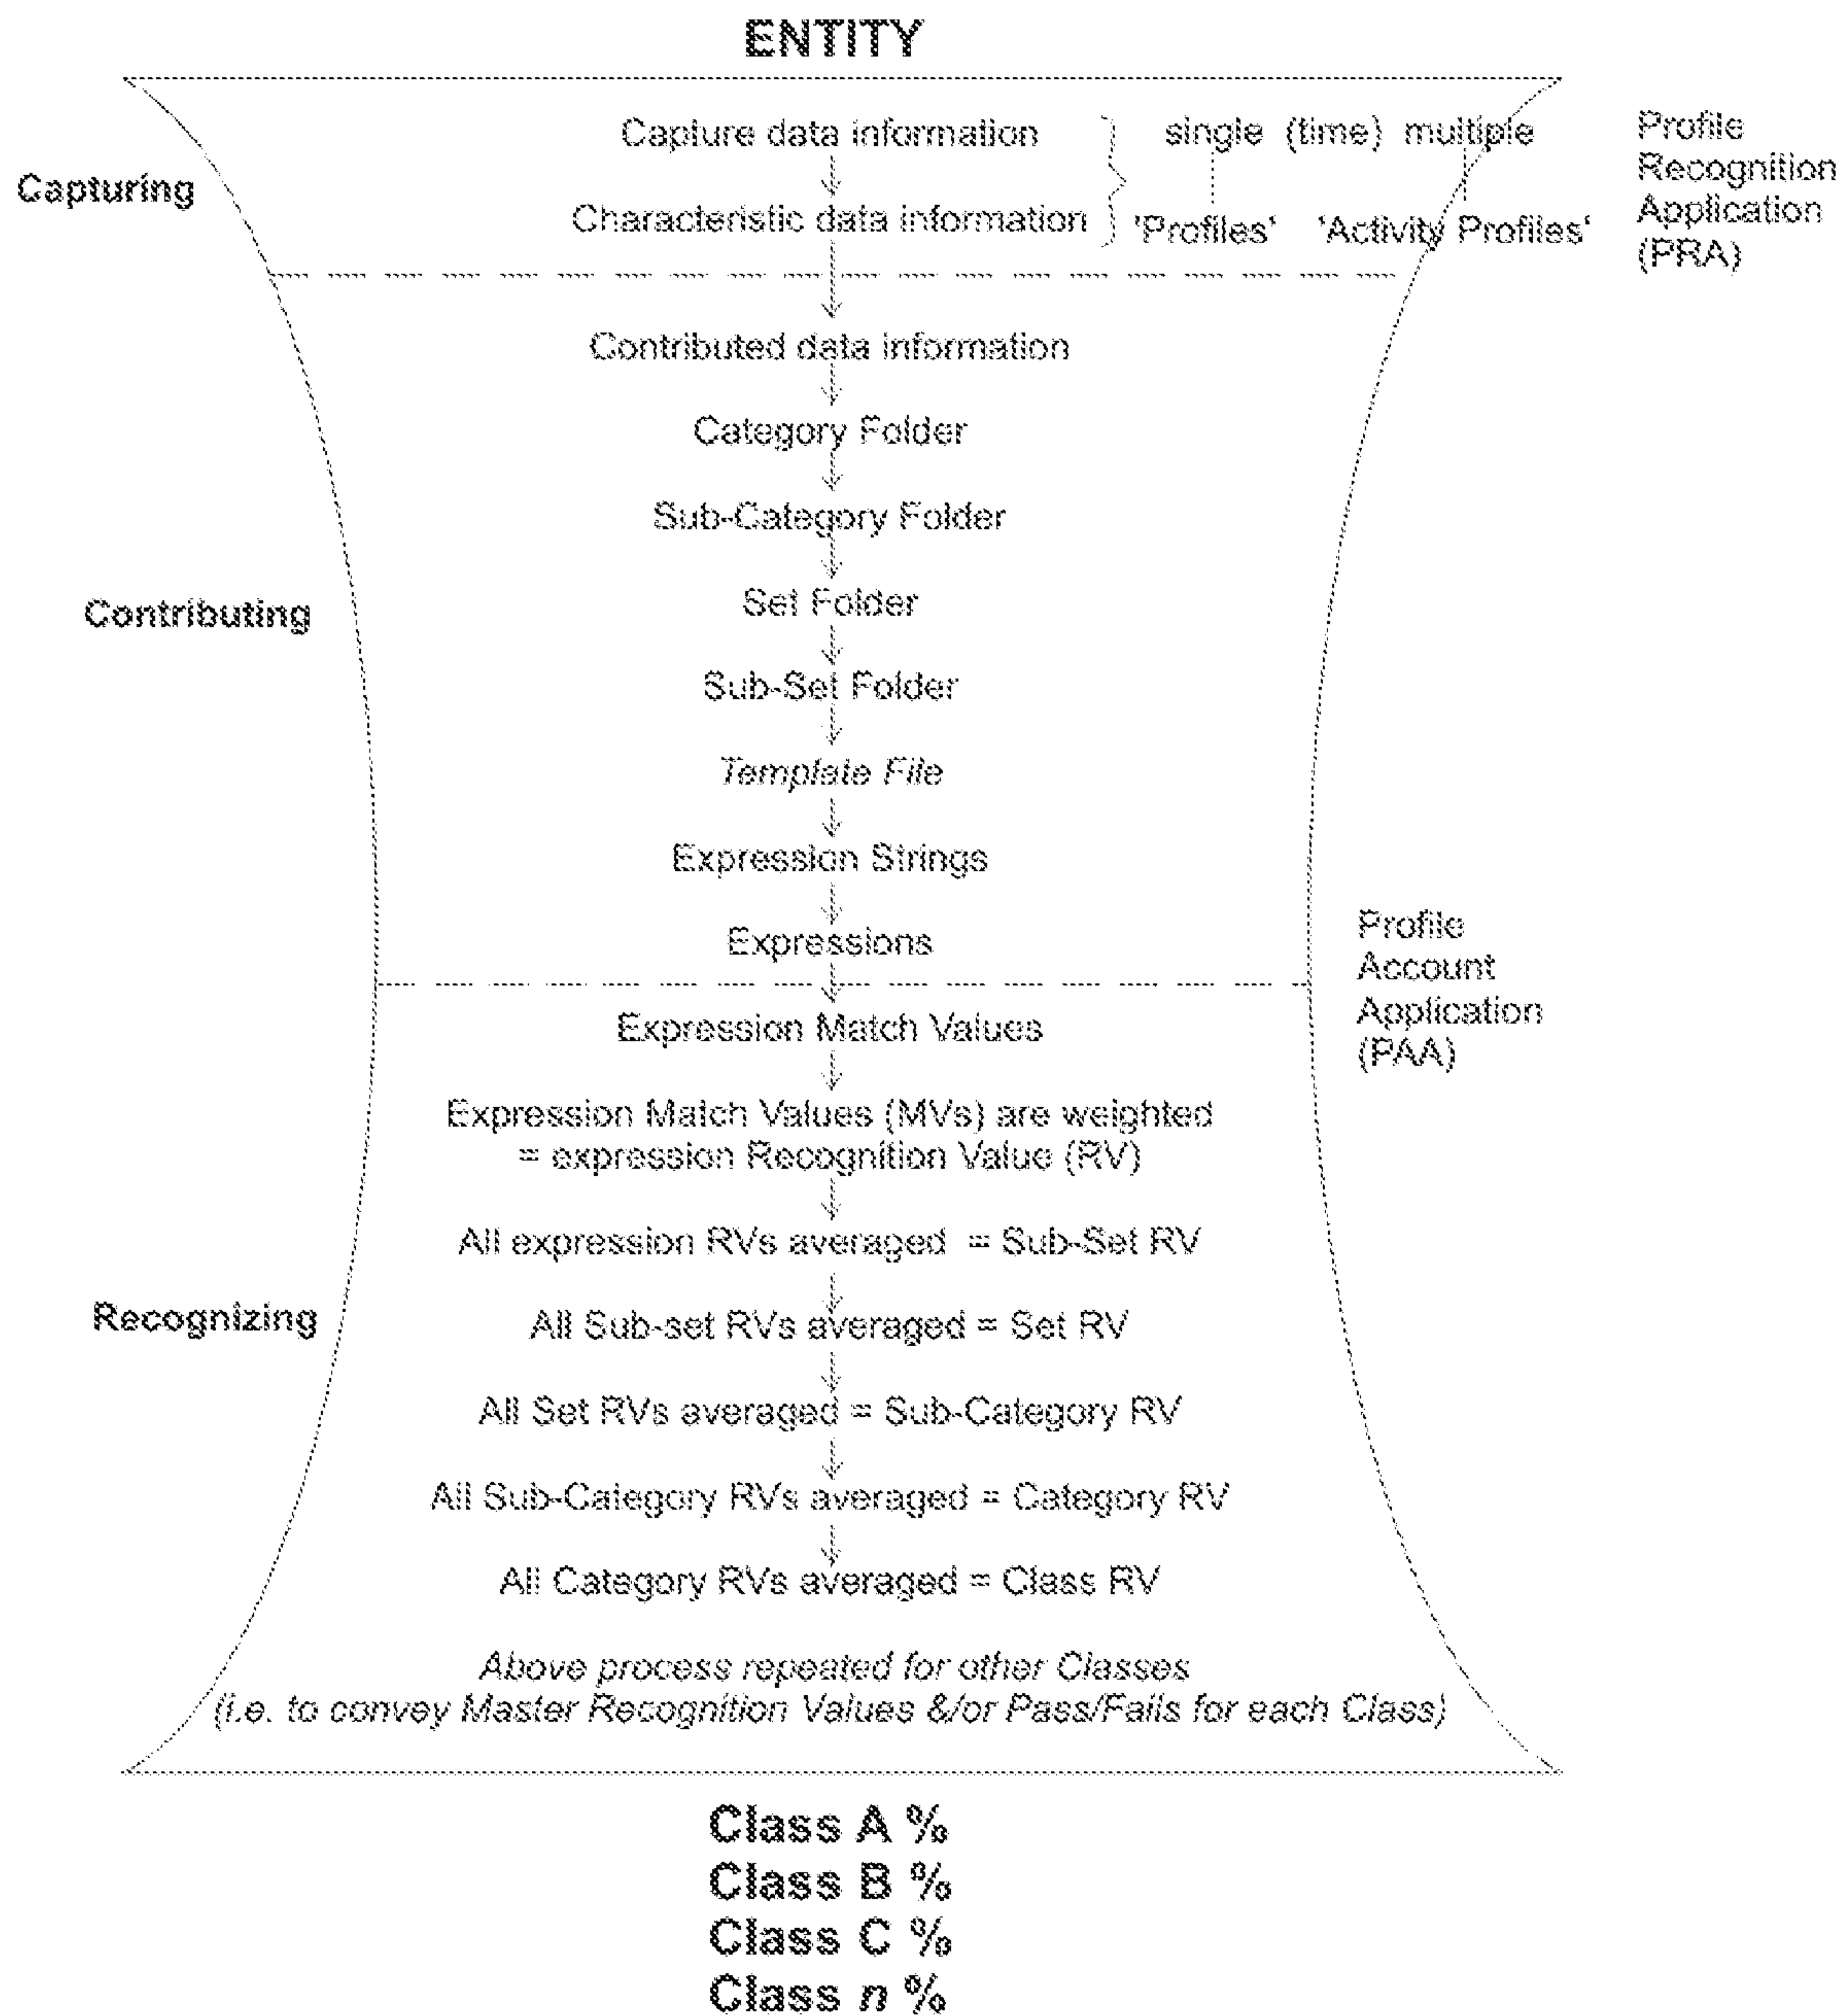 ENTITY
Capture data information
single (time) multiple
Profile
Recognition
Application
(PRA)
Capturing
Characteristic data information
'Profiles'
'Activity Profiles'
Contributed data information
Category Folder
Sub-Category Folder
Set Folder
Contributing
Sub-Set Folder
Template File
Expression Strings
Expressions
Profile
Account
Application
(PAA)
Expression Match Values
Expression Match Values (MVs) are weighted
= expression Recognition Value (RV)
All expression RVs averaged = Sub-Set RV
Recognizing
All Sub-set RVs averaged = Set RV
All Set RVs averaged = Sub-Category RV
All Sub-Category RVs averaged = Category RV
All Category RVs averaged = Class RV
Above process repeated for other Classes
(i.e. to convey Master Recognition Values &/or Pass/Fails for each Class)
Class A %
Class B %
Class C %
Class n %